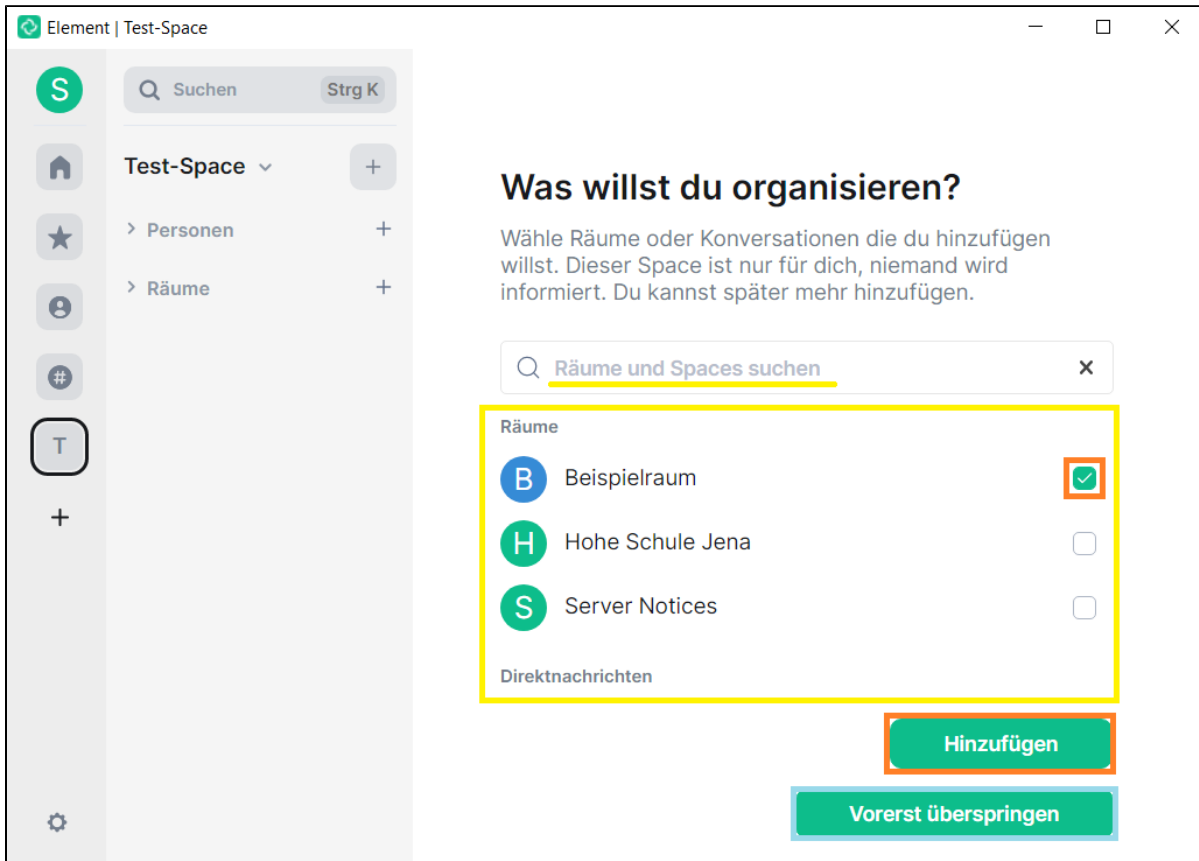 Element | Test-Space
S
Suchen Strg K
Test-Space
Personen
Räume
T
Was willst du organisieren?
Wähle Räume oder Konversationen die du hinzufügen
willst. Dieser Space ist nur für dich, niemand wird
informiert. Du kannst später mehr hinzufügen.
Räume und Spaces suchen
Räume
B Beispielraum
H Hohe Schule Jena
S Server Notices
Direktnachrichten
Hinzufügen
Vorerst überspringen